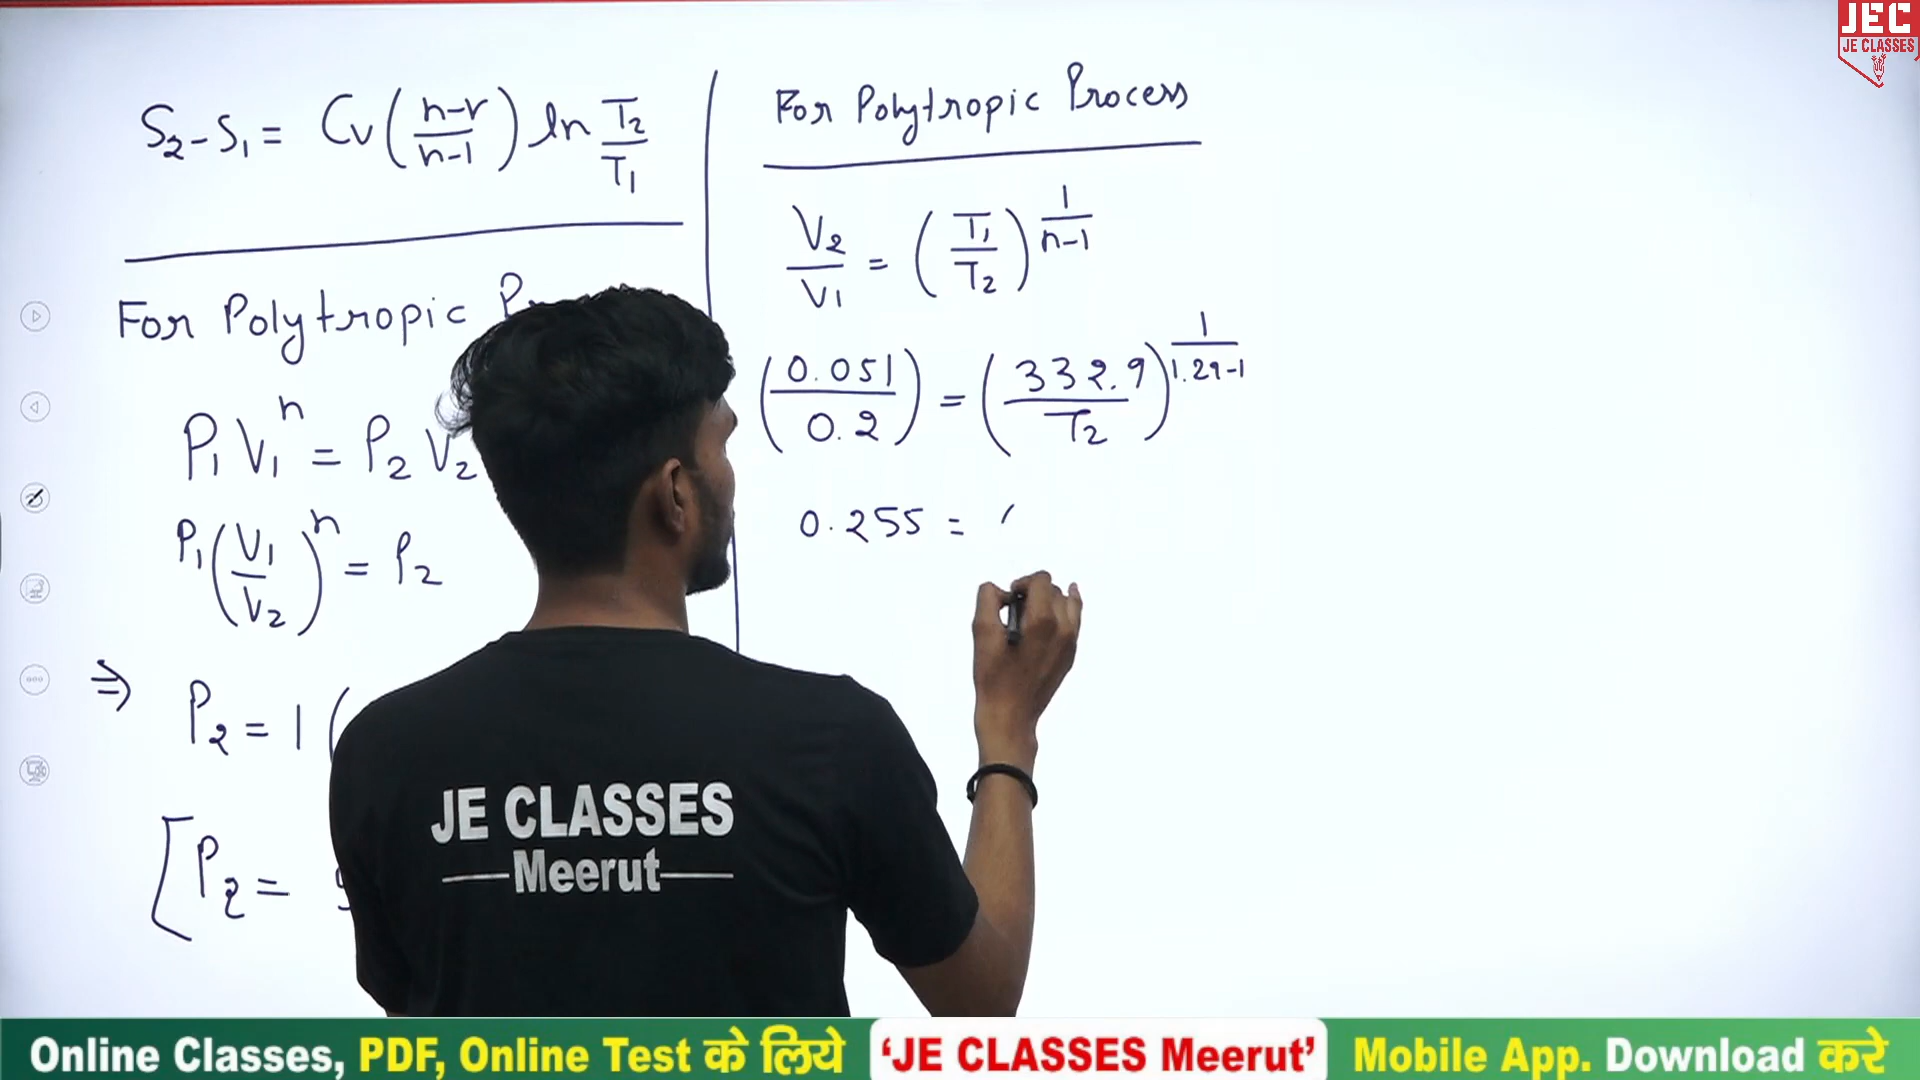 JEC
JE CLASSES
S₂-S₁ = Cv((n-r)/(n-1)) ln T₂/T₁
For Polytropic
P₁V₁ⁿ = P₂V₂
P₁(V₁/V₂)ⁿ = P₂
⇒ P₂ = 1 (
[P₂ =
For Polytropic Process
V₂/V₁ = (T₁/T₂)^(1/(n-1))
(0.051/0.2) = (332.9/T₂)^(1/(1.29-1))
0.255 = (
JE CLASSES
Meerut
Online Classes, PDF, Online Test के लिये 'JE CLASSES Meerut' Mobile App. Download करे